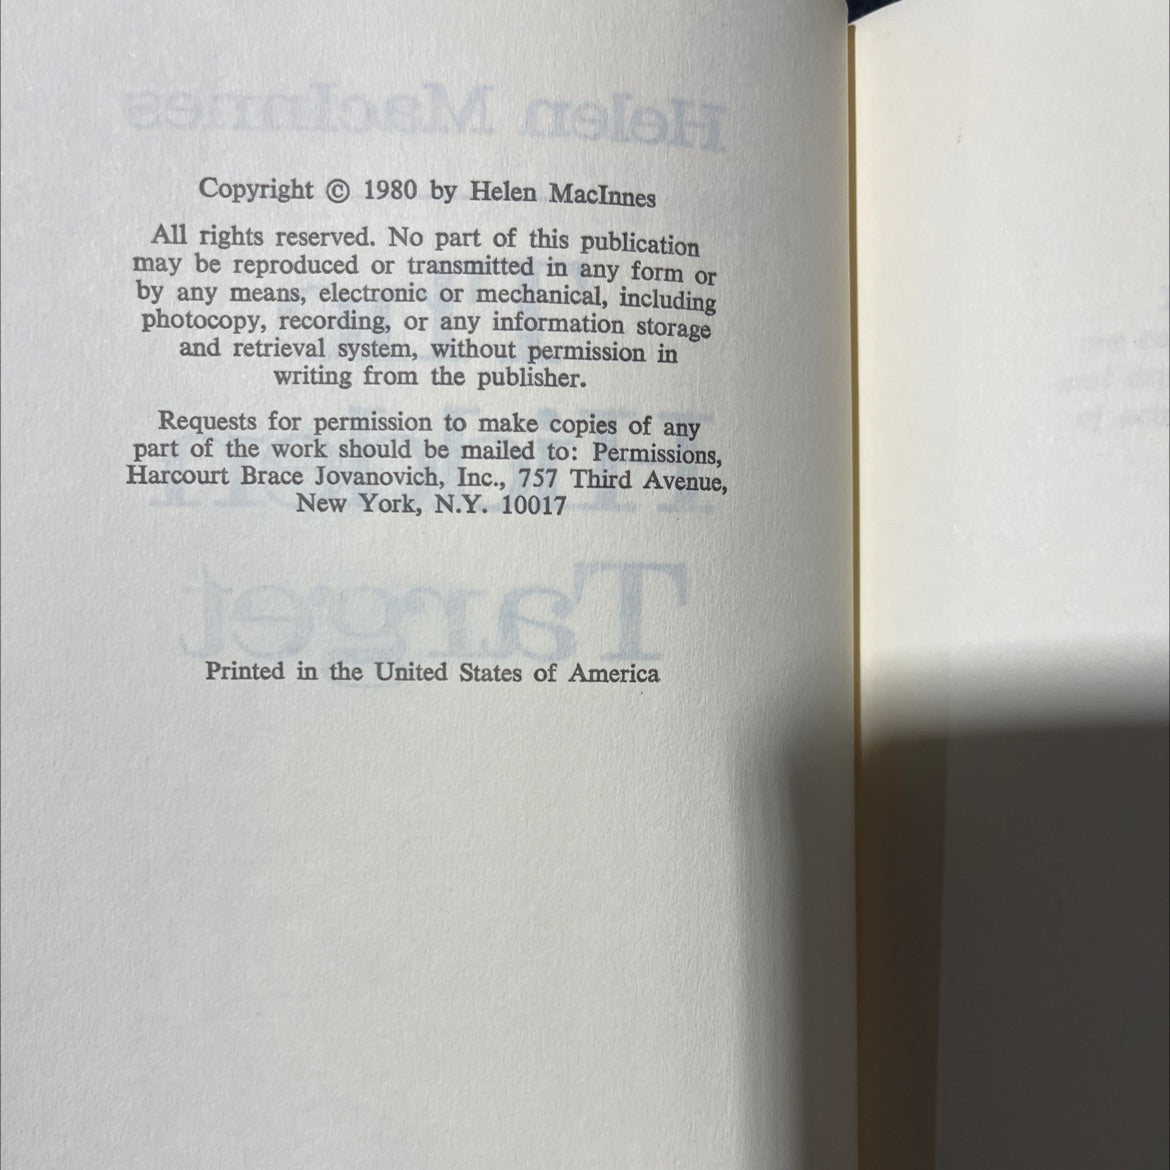 Helen MacInnes
Copyright © 1980 by Helen MacInnes
All rights reserved. No part of this publication
may be reproduced or transmitted in any form or
by any means, electronic or mechanical, including
photocopy, recording, or any information storage
and retrieval system, without permission in
writing from the publisher.
Requests for permission to make copies of any
part of the work should be mailed to: Permissions,
Harcourt Brace Jovanovich, Inc., 757 Third Avenue,
New York, N.Y. 10017
Target
Printed in the United States of America